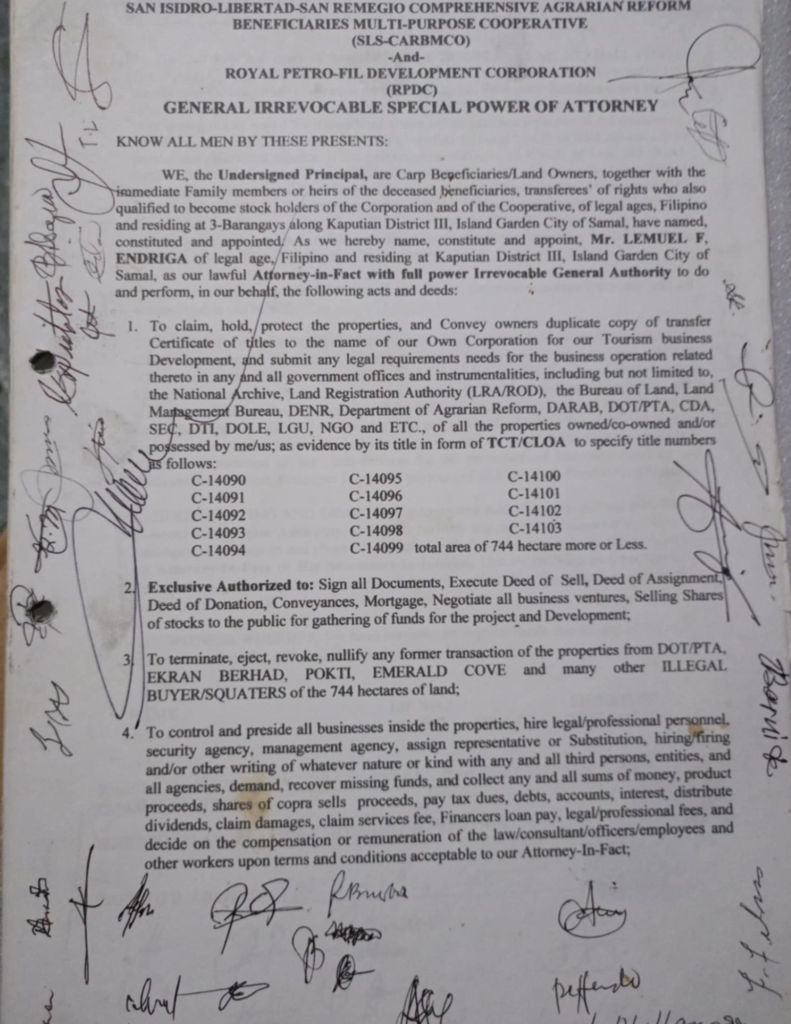 SAN ISIDRO-LIBERTAD-SAN REMEGIO COMPREHENSIVE AGRARIAN REFORM
BENEFICIARIES MULTI-PURPOSE COOPERATIVE
(SLS-CARBMCO)
-And-
ROYAL PETRO-FIL DEVELOPMENT CORPORATION
(RPDC)
GENERAL IRREVOCABLE SPECIAL POWER OF ATTORNEY
KNOW ALL MEN BY THESE PRESENTS:
WE, the Undersigned Principal, are Carp Beneficiaries/Land Owners, together with the
immediate Family members or heirs of the deceased beneficiaries, transferees' of rights who also
qualified to become stock holders of the Corporation and of the Cooperative, of legal ages, Filipino
and residing at 3-Barangays along Kaputian District III, Island Garden City of Samal, have named,
constituted and appointed. As we hereby name, constitute and appoint, Mr. LEMUEL F.
ENDRIGA of legal age, Filipino and residing at Kaputian District III, Island Garden City of
Samal, as our lawful Attorney-in-Fact with full power Irrevocable General Authority to do
and perform, in our behalf, the following acts and deeds:
1. To claim, hold, protect the properties, and Convey owners duplicate copy of transfer
Certificate of titles to the name of our Own Corporation for our Tourism business
Development, and submit any legal requirements needs for the business operation related
thereto in any and all government offices and instrumentalities, including but not limited to,
the National Archive, Land Registration Authority (LRA/ROD), the Bureau of Land, Land
Management Bureau, DENR, Department of Agrarian Reform, DARAB, DOT/PTA, CDA,
SEC, DTI, DOLE, LGU, NGO and ETC., of all the properties owned/co-owned and/or
possessed by me/us; as evidence by its title in form of TCT/CLOA to specify title numbers
as follows:
C-14090 C-14095 C-14100
C-14091 C-14096 C-14101
C-14092 C-14097 C-14102
C-14093 C-14098 C-14103
C-14094 C-14099 total area of 744 hectare more or Less.
2. Exclusive Authorized to: Sign all Documents, Execute Deed of Sell, Deed of Assignment,
Deed of Donation, Conveyances, Mortgage, Negotiate all business ventures, Selling Shares
of stocks to the public for gathering of funds for the project and Development;
3. To terminate, eject, revoke, nullify any former transaction of the properties from DOT/PTA,
EKRAN BERHAD, POKTI, EMERALD COVE and many other ILLEGAL
BUYER/SQUATERS of the 744 hectares of land;
4. To control and preside all businesses inside the properties, hire legal/professional personnel,
security agency, management agency, assign representative or Substitution, hiring/firing
and/or other writing of whatever nature or kind with any and all third persons, entities, and
all agencies, demand, recover missing funds, and collect any and all sums of money, product
proceeds, shares of copra sells proceeds, pay tax dues, debts, accounts, interest, distribute
dividends, claim damages, claim services fee, Financers loan pay, legal/professional fees, and
decide on the compensation or remuneration of the law/consultant/officers/employees and
other workers upon terms and conditions acceptable to our Attorney-In-Fact;